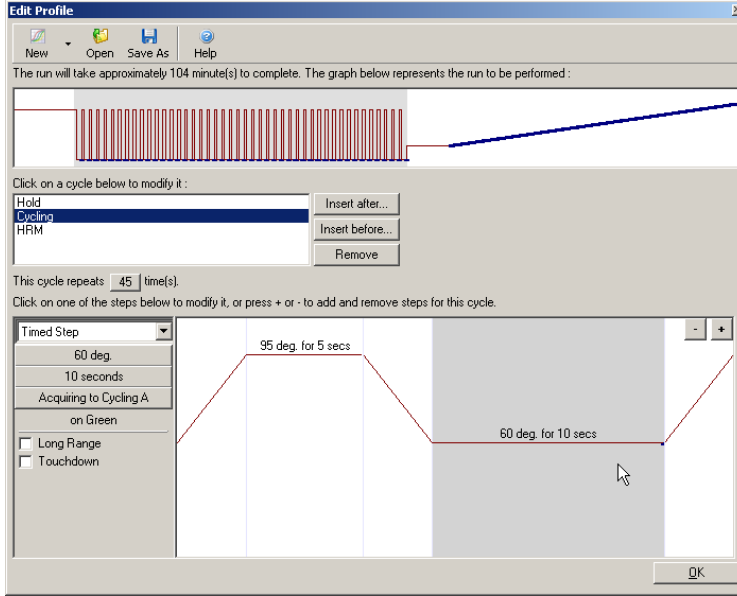 Edit Profile
New Open Save As Help
The run will take approximately 104 minute(s) to complete. The graph below represents the run to be performed :
Click on a cycle below to modify it :
Hold
Cycling
HRM
Insert after...
Insert before...
Remove
This cycle repeats 45 time(s).
Click on one of the steps below to modify it, or press + or - to add and remove steps for this cycle.
Timed Step
60 deg.
10 seconds
Acquiring to Cycling A
on Green
Long Range
Touchdown
95 deg. for 5 secs
60 deg. for 10 secs
- +
OK